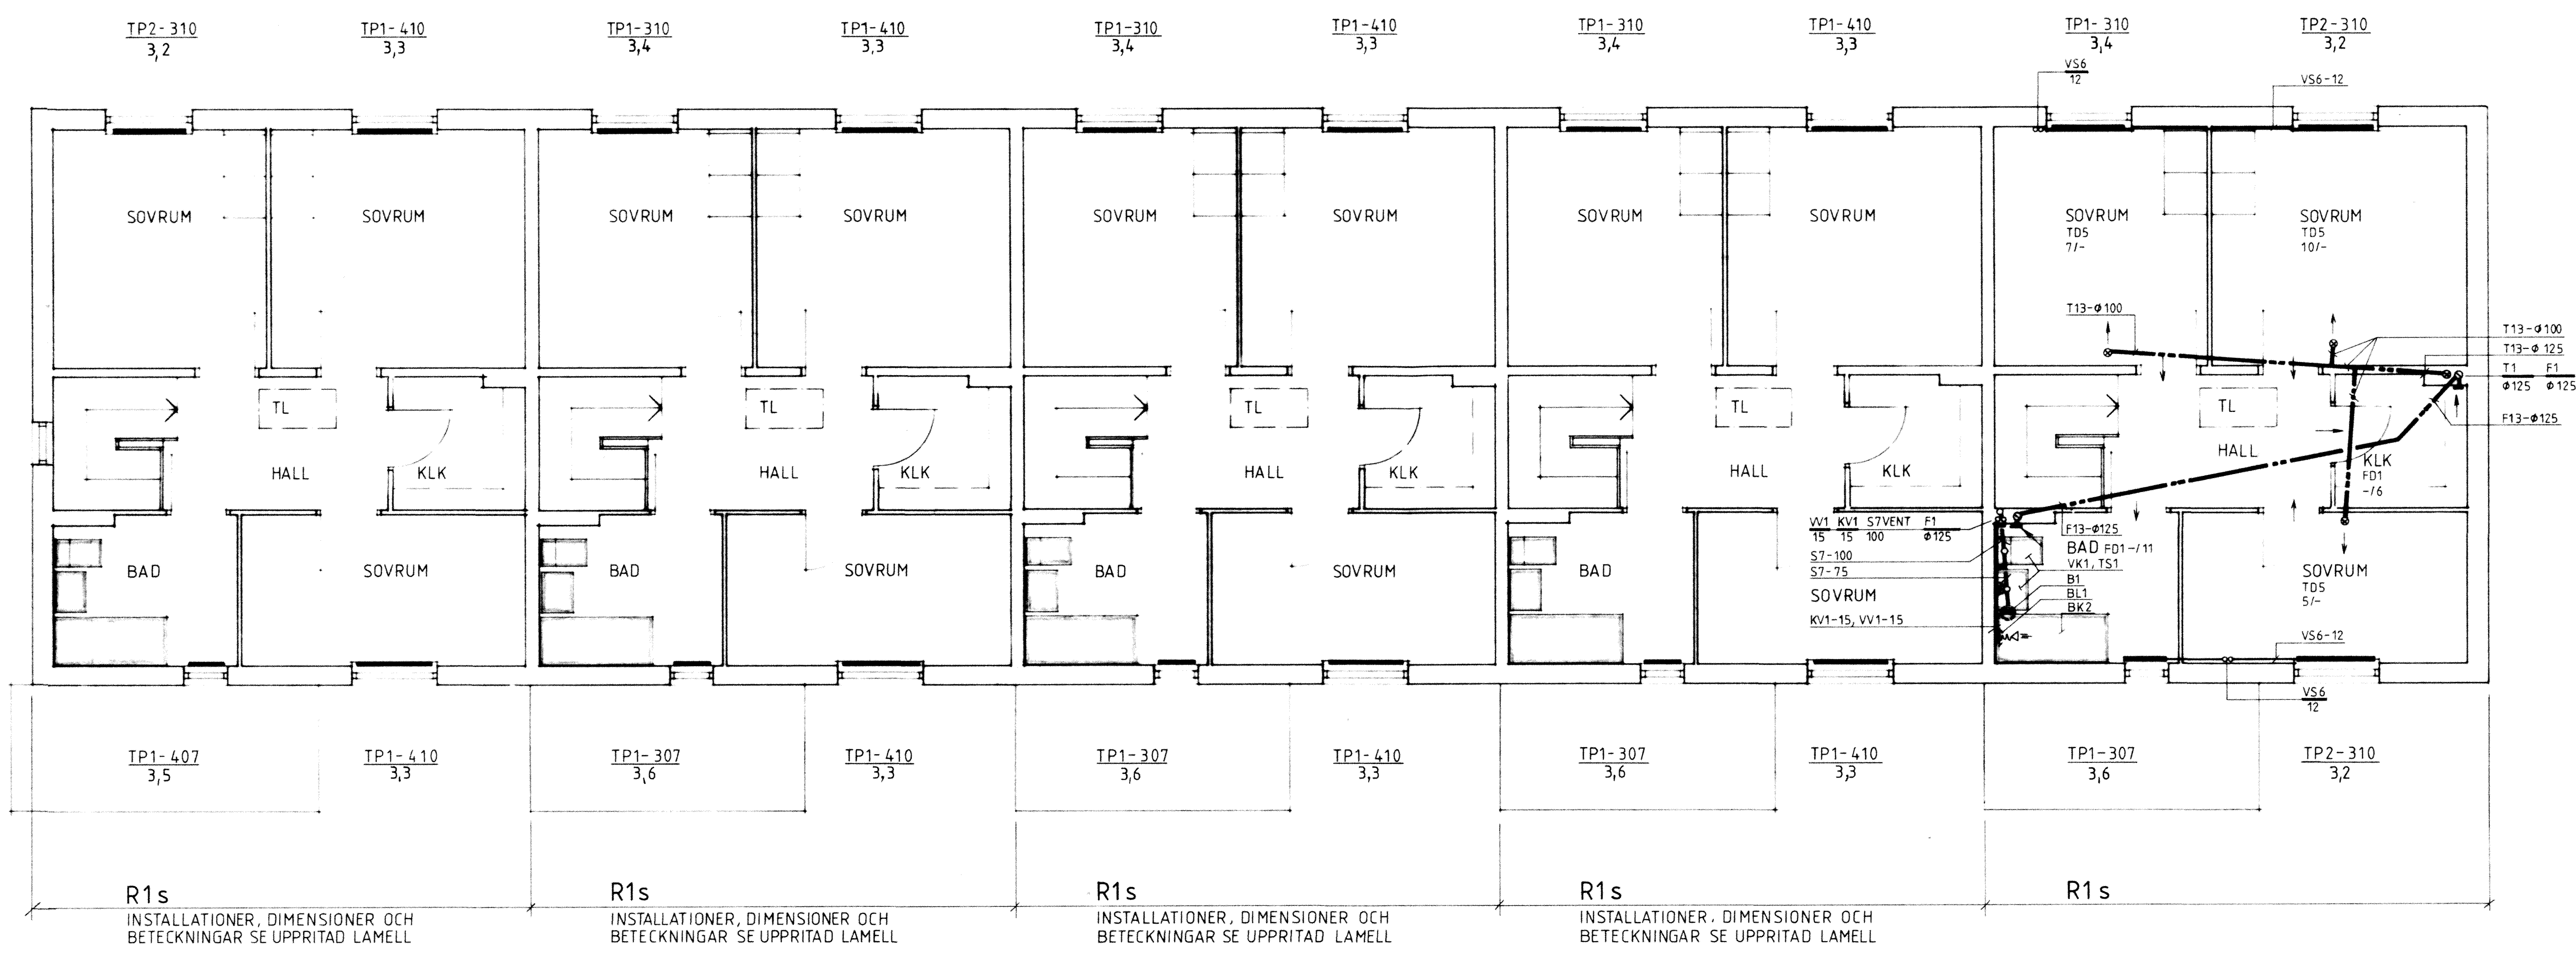 TP2-310
3,2
TP1-410
3,3
TP1-310
3,4
TP1-410
3,3
TP1-310
3,4
TP1-410
3,3
TP1-310
3,4
TP1-410
3,3
TP1-310
3,4
TP2-310
3,2
VS6
12
VS6-12
SOVRUM
SOVRUM
SOVRUM
SOVRUM
SOVRUM
SOVRUM
SOVRUM
SOVRUM
SOVRUM
TD5
7/-
SOVRUM
TD5
10/-
T13-Φ100
T13-Φ100
T13-Φ125
T1 F1
Φ125 Φ125
F13-Φ125
TL
TL
TL
TL
TL
HALL
KLK
HALL
KLK
HALL
KLK
HALL
KLK
HALL
KLK
FD1
-/6
VV1 KV1 S7VENT F1
15 15 100 Φ125
S7-100
S7-75
SOVRUM
KV1-15, VV1-15
F13-Φ125
BAD FD1-/11
VK1, TS1
B1
BL1
BK2
BAD
SOVRUM
BAD
SOVRUM
BAD
SOVRUM
BAD
SOVRUM
TD5
5/-
VS6-12
VS6
12
TP1-407
3,5
TP1-410
3,3
TP1-307
3,6
TP1-410
3,3
TP1-307
3,6
TP1-410
3,3
TP1-307
3,6
TP1-410
3,3
TP1-307
3,6
TP2-310
3,2
R1s
INSTALLATIONER, DIMENSIONER OCH
BETECKNINGAR SE UPPRITAD LAMELL
R1s
INSTALLATIONER, DIMENSIONER OCH
BETECKNINGAR SE UPPRITAD LAMELL
R1s
INSTALLATIONER, DIMENSIONER OCH
BETECKNINGAR SE UPPRITAD LAMELL
R1s
INSTALLATIONER, DIMENSIONER OCH
BETECKNINGAR SE UPPRITAD LAMELL
R1s